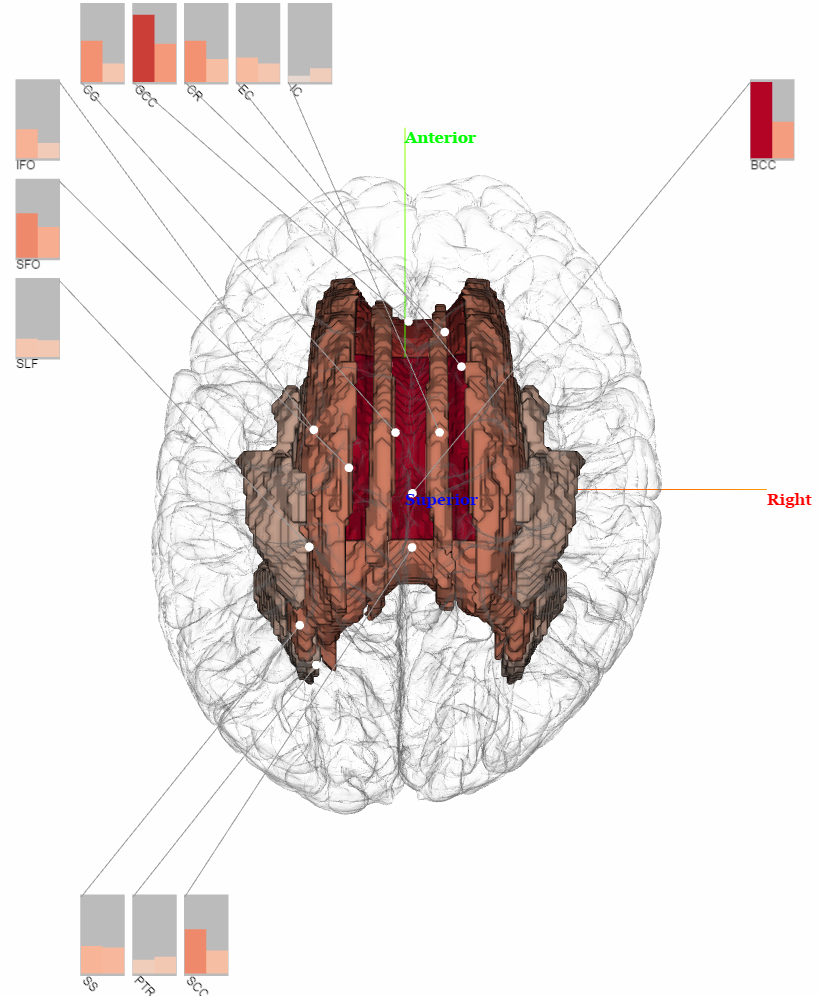 CG
GCC
CR
EC
IC
IFO
BCC
Anterior
SFO
SLF
Superior
Right
SS
PTR
SCC